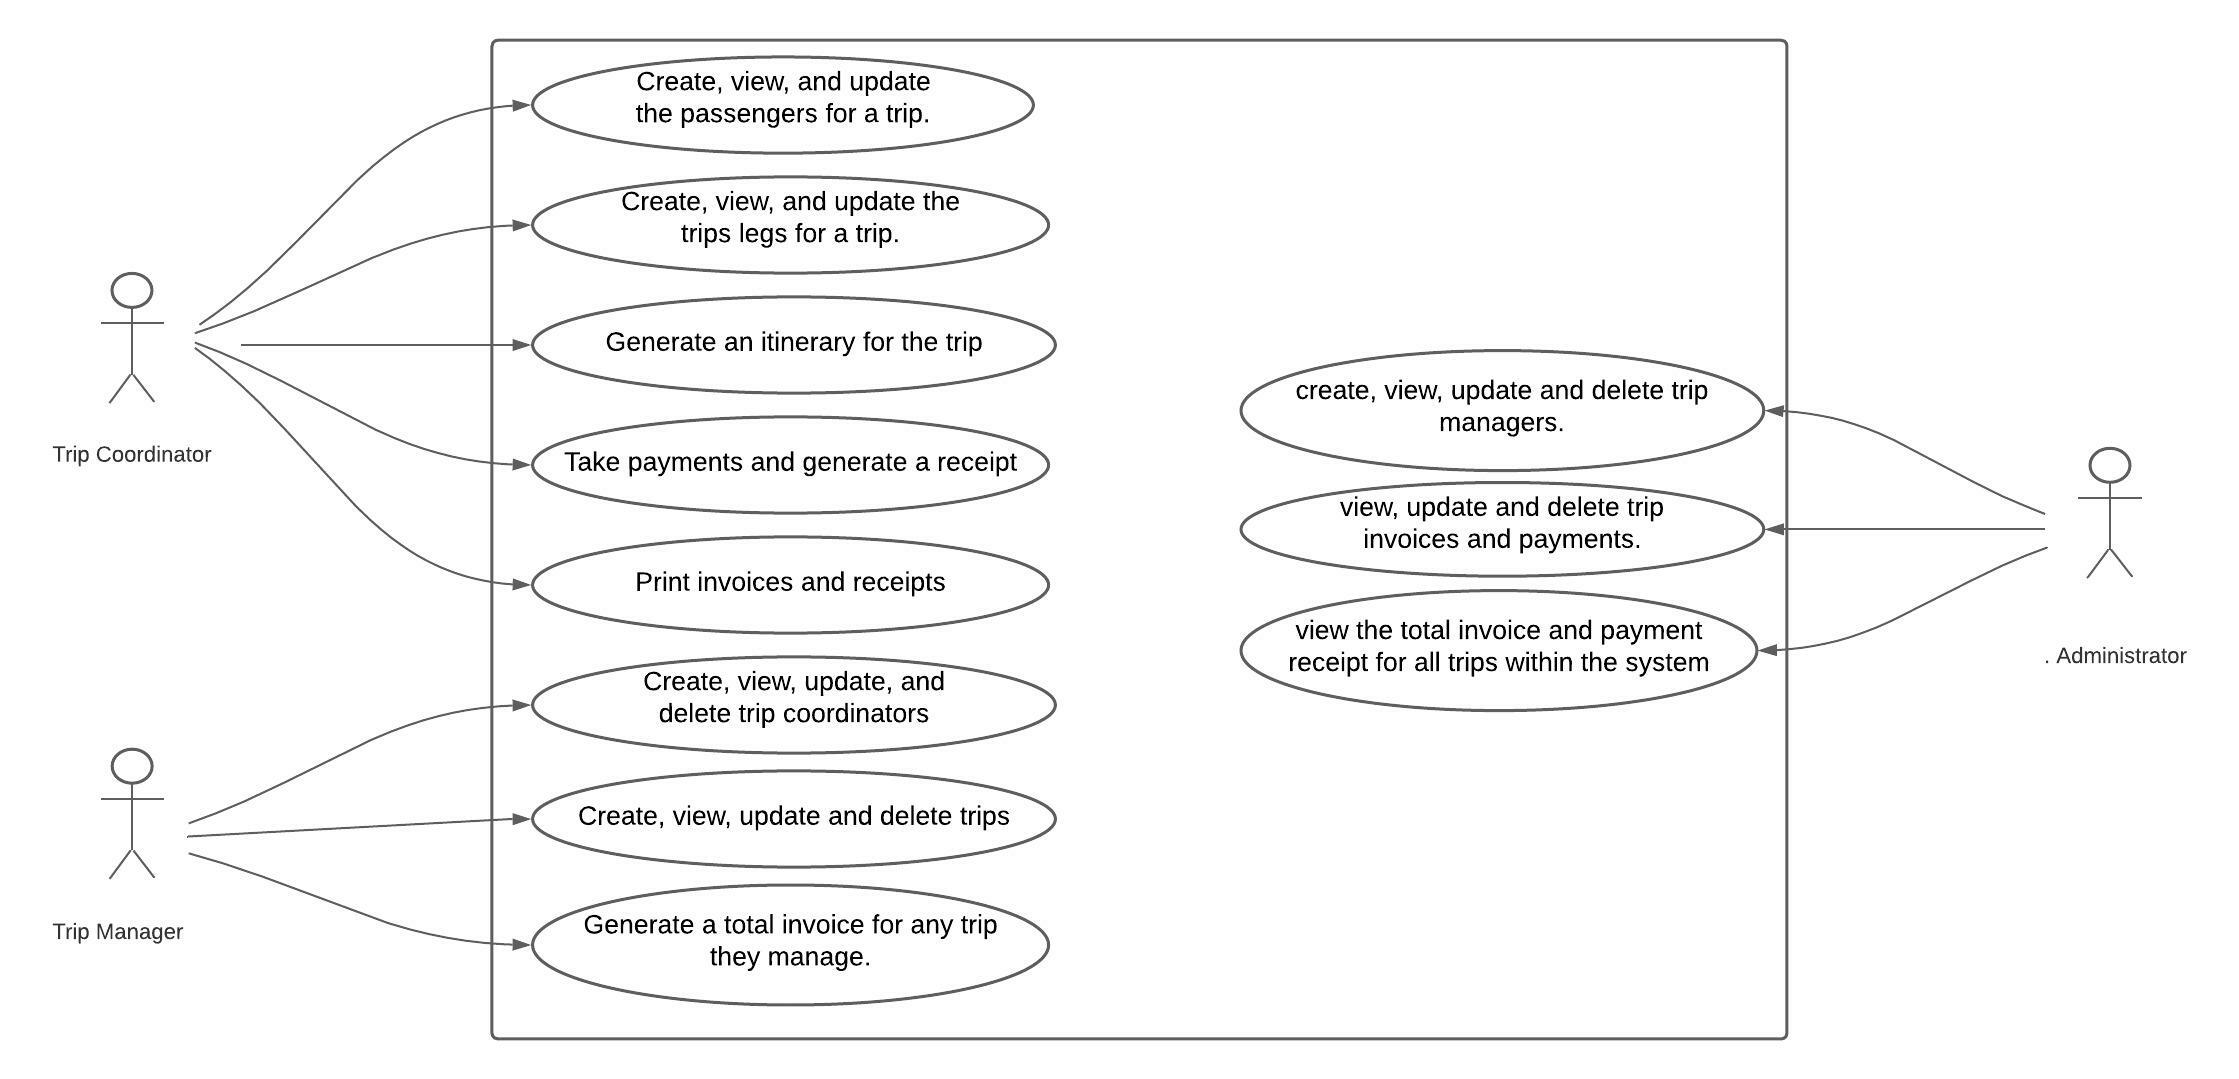 Create, view, and update
the passengers for a trip.
Create, view, and update the
trips legs for a trip.
Generate an itinerary for the trip
Take payments and generate a receipt
Print invoices and receipts
Create, view, update, and
delete trip coordinators
Create, view, update and delete trips
Generate a total invoice for any trip
they manage.
create, view, update and delete trip
managers.
view, update and delete trip
invoices and payments.
view the total invoice and payment
receipt for all trips within the system
Trip Coordinator
Trip Manager
. Administrator